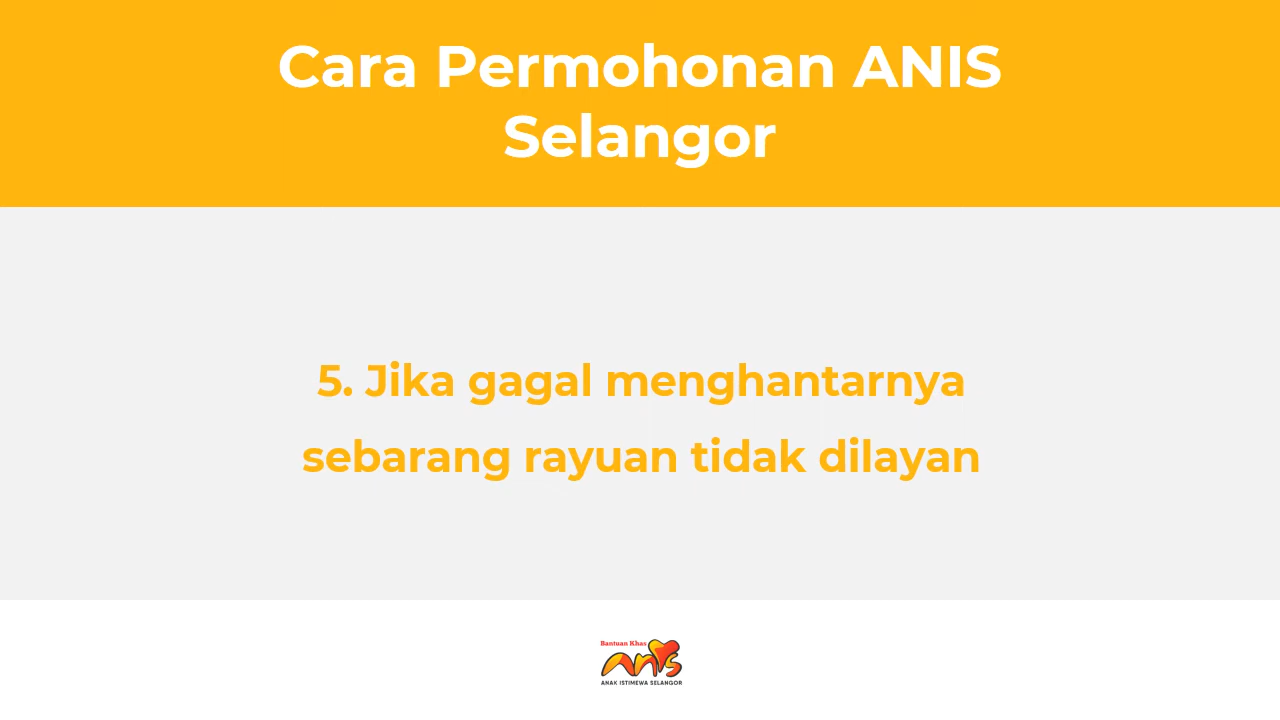 Cara Permohonan ANIS
Selangor
5. Jika gagal menghantarnya
sebarang rayuan tidak dilayan
Bantuan Khas
anis
ANAK ISTIMEWA SELANGOR